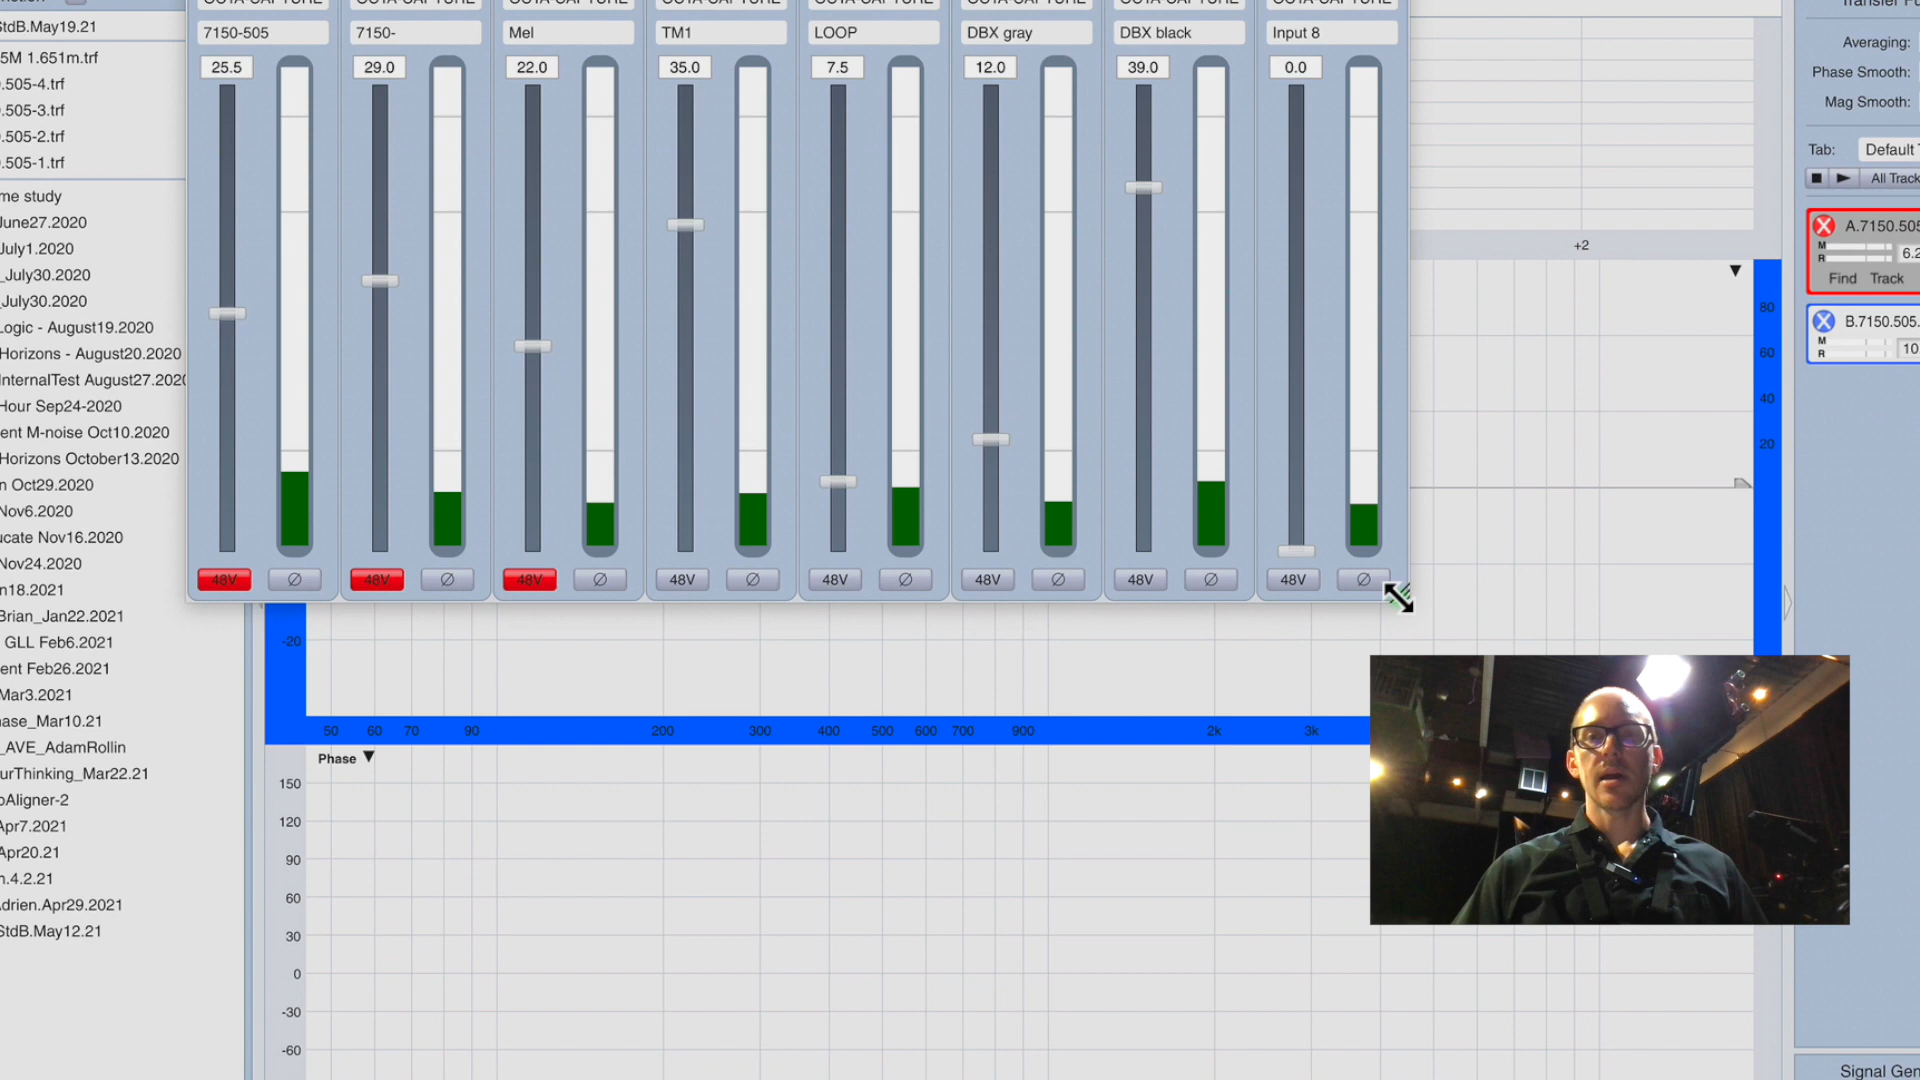 StdB.May19.21
5M 1.651m.trf
.505-4.trf
.505-3.trf
.505-2.trf
.505-1.trf
me study
June27.2020
July1.2020
_July30.2020
July30.2020
Logic - August19.2020
Horizons - August20.2020
InternalTest August27.2020
Hour Sep24-2020
ent M-noise Oct10.2020
Horizons October13.2020
n Oct29.2020
Nov6.2020
ucate Nov16.2020
Nov24.2020
n18.2021
Brian_Jan22.2021
GLL Feb6.2021
ent Feb26.2021
Mar3.2021
hase_Mar10.21
_AVE_AdamRollin
urThinking_Mar22.21
oAligner-2
Apr7.2021
Apr20.21
n.4.2.21
drien.Apr29.2021
StdB.May12.21
7150-505 7150- Mel TM1 LOOP DBX gray DBX black Input 8
25.5 29.0 22.0 35.0 7.5 12.0 39.0 0.0
48V Ø 48V Ø 48V Ø 48V Ø 48V Ø 48V Ø 48V Ø 48V Ø
+2
80
60
40
20
-20
50 60 70 90 200 300 400 500 600 700 900 2k 3k
Phase ▼
150
120
90
60
30
0
-30
-60
Averaging:
Phase Smooth:
Mag Smooth:
Tab: Default
All Track
A.7150.505
M
R
6.2
Find Track
B.7150.505.
M
R
10.
Signal Gen